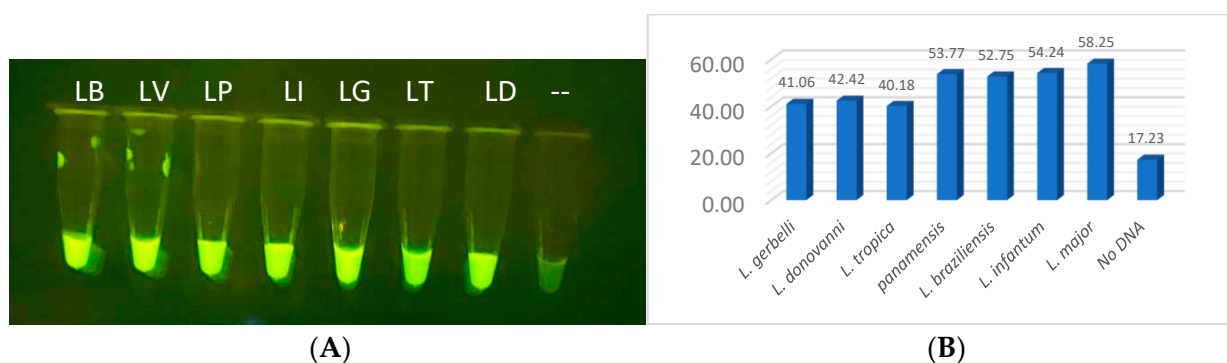 LB LV LP LI LG LT LD --
(A)
60.00
40.00
20.00
0.00
41.06
42.42
40.18
53.77
52.75
54.24
58.25
17.23
L. gerbelli
L. donovanni
L. tropica
panamensis
L. braziliensis
L. infantum
L. major
No DNA
(B)